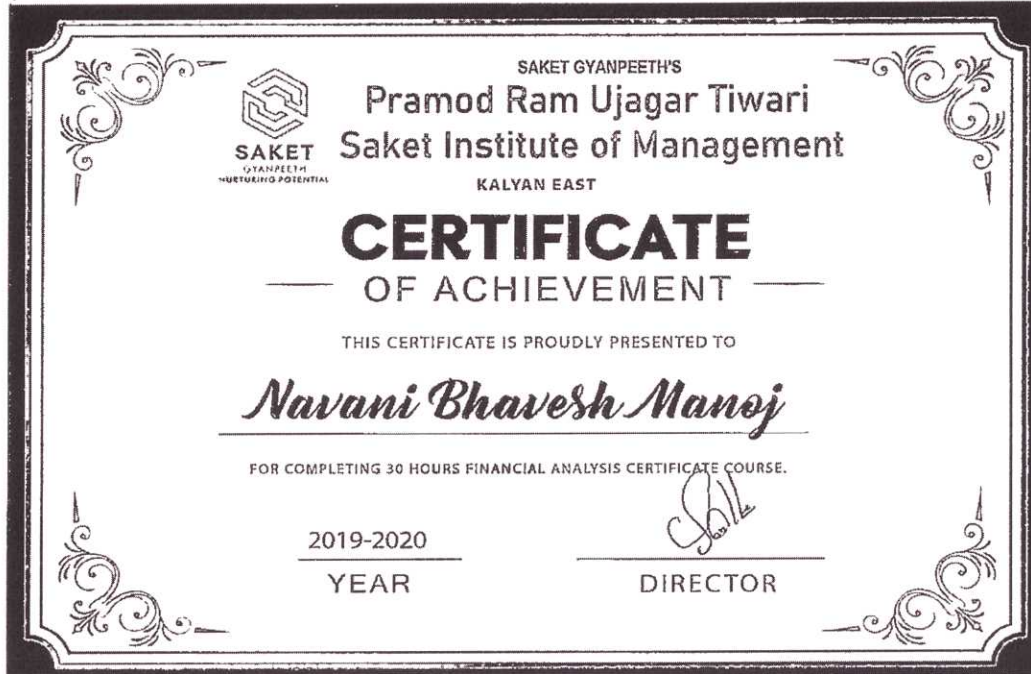 SAKET GYANPEETH'S
Pramod Ram Ujagar Tiwari
Saket Institute of Management
KALYAN EAST
SAKET
GYANPEETH
NURTURING POTENTIAL
CERTIFICATE
OF ACHIEVEMENT
THIS CERTIFICATE IS PROUDLY PRESENTED TO
Navani Bhavesh Manoj
FOR COMPLETING 30 HOURS FINANCIAL ANALYSIS CERTIFICATE COURSE.
2019-2020
YEAR
DIRECTOR